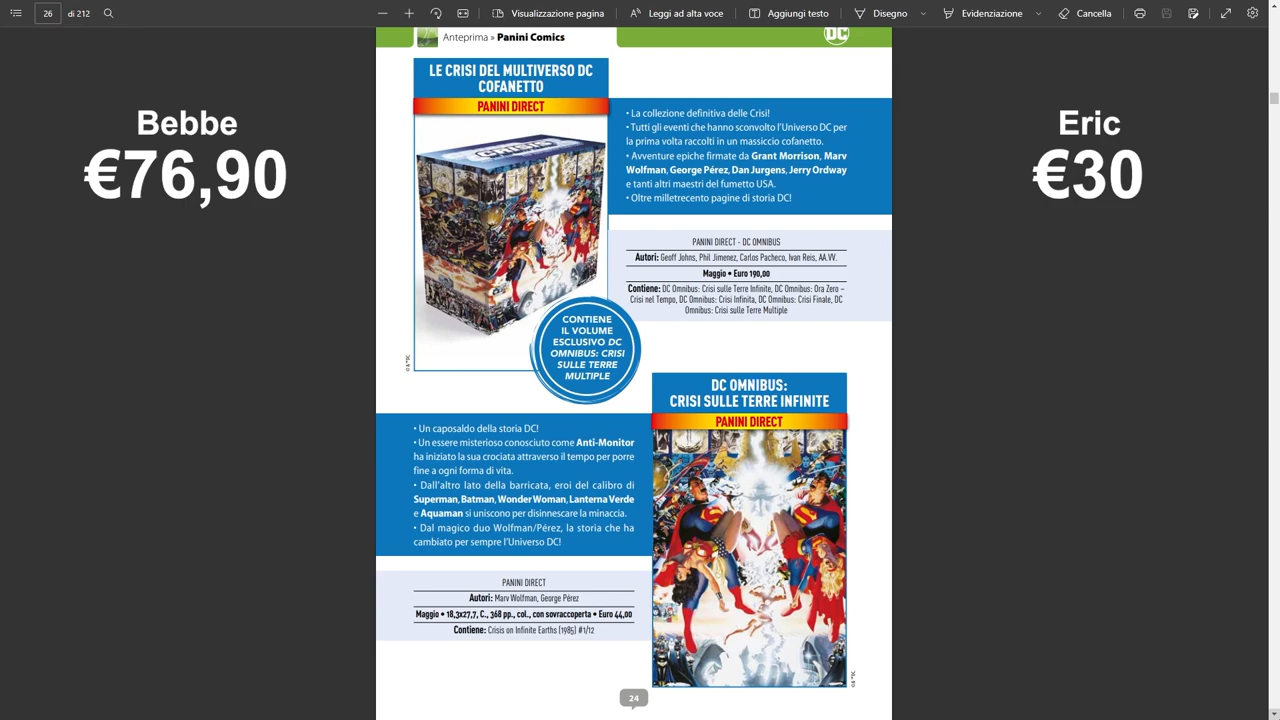 26 di 212 Leggi ad alta voce Aggiungi testo Disegno Evidenziazione Cancella
Anteprima » Panini Comics
DC
Bebbe
€76,90
Eric
€30
LE CRISI DEL MULTIVERSO DC
COFANETTO
PANINI DIRECT
• La collezione definitiva delle Crisi!
• Tutti gli eventi che hanno sconvolto l'Universo DC per
la prima volta raccolti in un massiccio cofanetto.
• Avventure epiche firmate da Grant Morrison, Marv
Wolfman, George Pérez, Dan Jurgens, Jerry Ordway
e tanti altri maestri del fumetto USA.
• Oltre milletrecento pagine di storia DC!
PANINI DIRECT - DC OMNIBUS
Autori: Geoff Johns, Phil Jimenez, Carlos Pacheco, Ivan Reis, AA.VV.
Maggio • Euro 190,00
Contiene: DC Omnibus: Crisi sulle Terre Infinite, DC Omnibus: Ora Zero –
Crisi nel Tempo, DC Omnibus: Crisi Infinita, DC Omnibus: Crisi Finale, DC
Omnibus: Crisi sulle Terre Multiple
CONTIENE
IL VOLUME
ESCLUSIVO DC
OMNIBUS: CRISI
SULLE TERRE
MULTIPLE
DC OMNIBUS:
CRISI SULLE TERRE INFINITE
PANINI DIRECT
• Un caposaldo della storia DC!
• Un essere misterioso conosciuto come Anti-Monitor
ha iniziato la sua crociata attraverso il tempo per porre
fine a ogni forma di vita.
• Dall'altro lato della barricata, eroi del calibro di
Superman, Batman, Wonder Woman, Lanterna Verde
e Aquaman si uniscono per disinnescare la minaccia.
• Dal magico duo Wolfman/Pérez, la storia che ha
cambiato per sempre l'Universo DC!
PANINI DIRECT
Autori: Marv Wolfman, George Pérez
Maggio • 18,3x27,7, C., 368 pp., col., con sovraccoperta • Euro 44,00
Contiene: Crisis on Infinite Earths (1985) #1/12
24